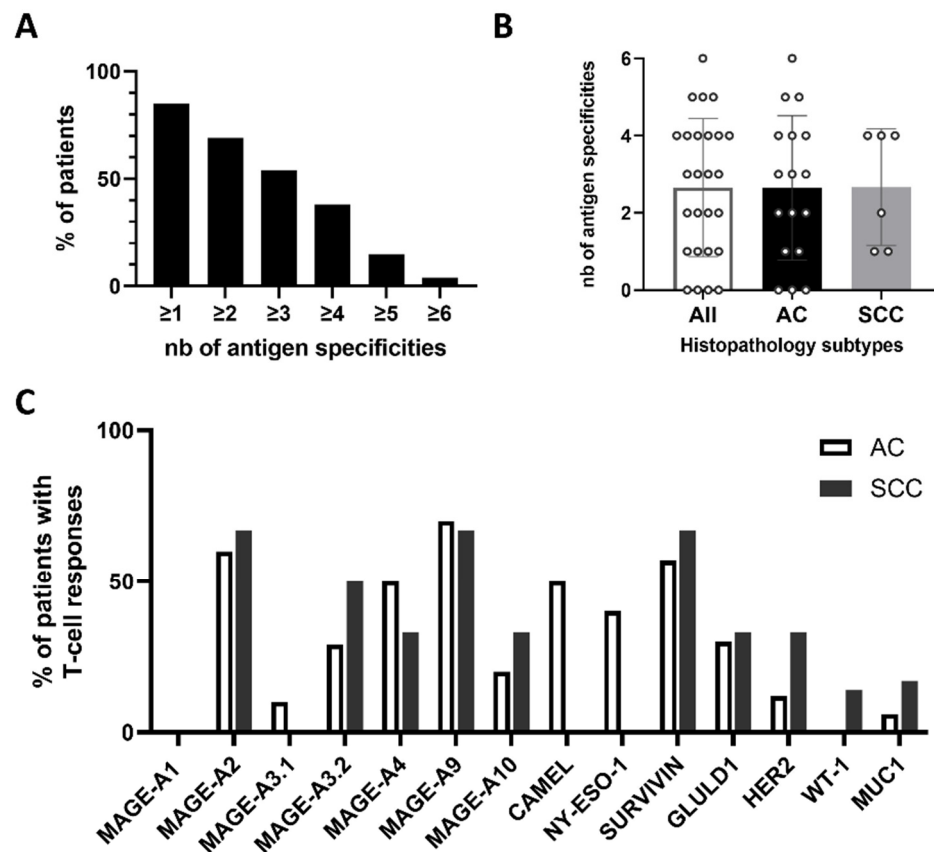 A
100
50
0
% of patients
≥1 ≥2 ≥3 ≥4 ≥5 ≥6
nb of antigen specificities
B
6
4
2
0
nb of antigen specificities
All AC SCC
Histopathology subtypes
C
100
50
0
% of patients with
T-cell responses
AC
SCC
MAGE-A1
MAGE-A2
MAGE-A3.1
MAGE-A3.2
MAGE-A4
MAGE-A9
MAGE-A10
CAMEL
NY-ESO-1
SURVIVIN
GLULD1
HER2
WT-1
MUC1